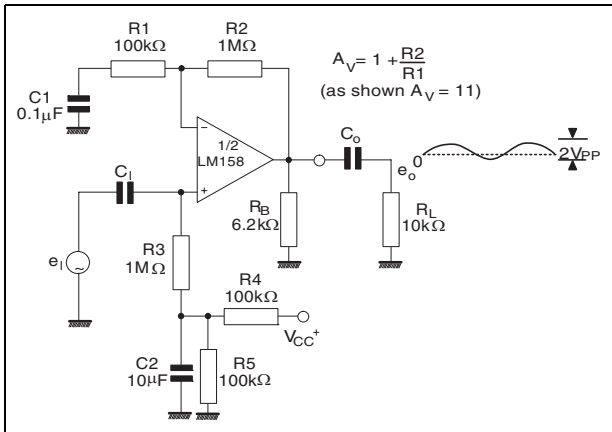 R1
100kΩ
R2
1MΩ
A_V = 1 + R2/R1
(as shown A_V = 11)
C1
0.1μF
1/2
LM158
−
+
C_I
C_o
e_o
0
2V_PP
R_B
6.2kΩ
R_L
10kΩ
e_I
~
R3
1MΩ
R4
100kΩ
V_CC+
C2
10μF
R5
100kΩ